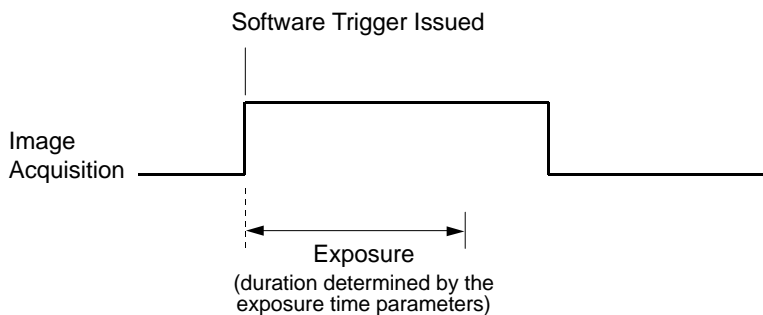 Software Trigger Issued
Image
Acquisition
Exposure
(duration determined by the
exposure time parameters)